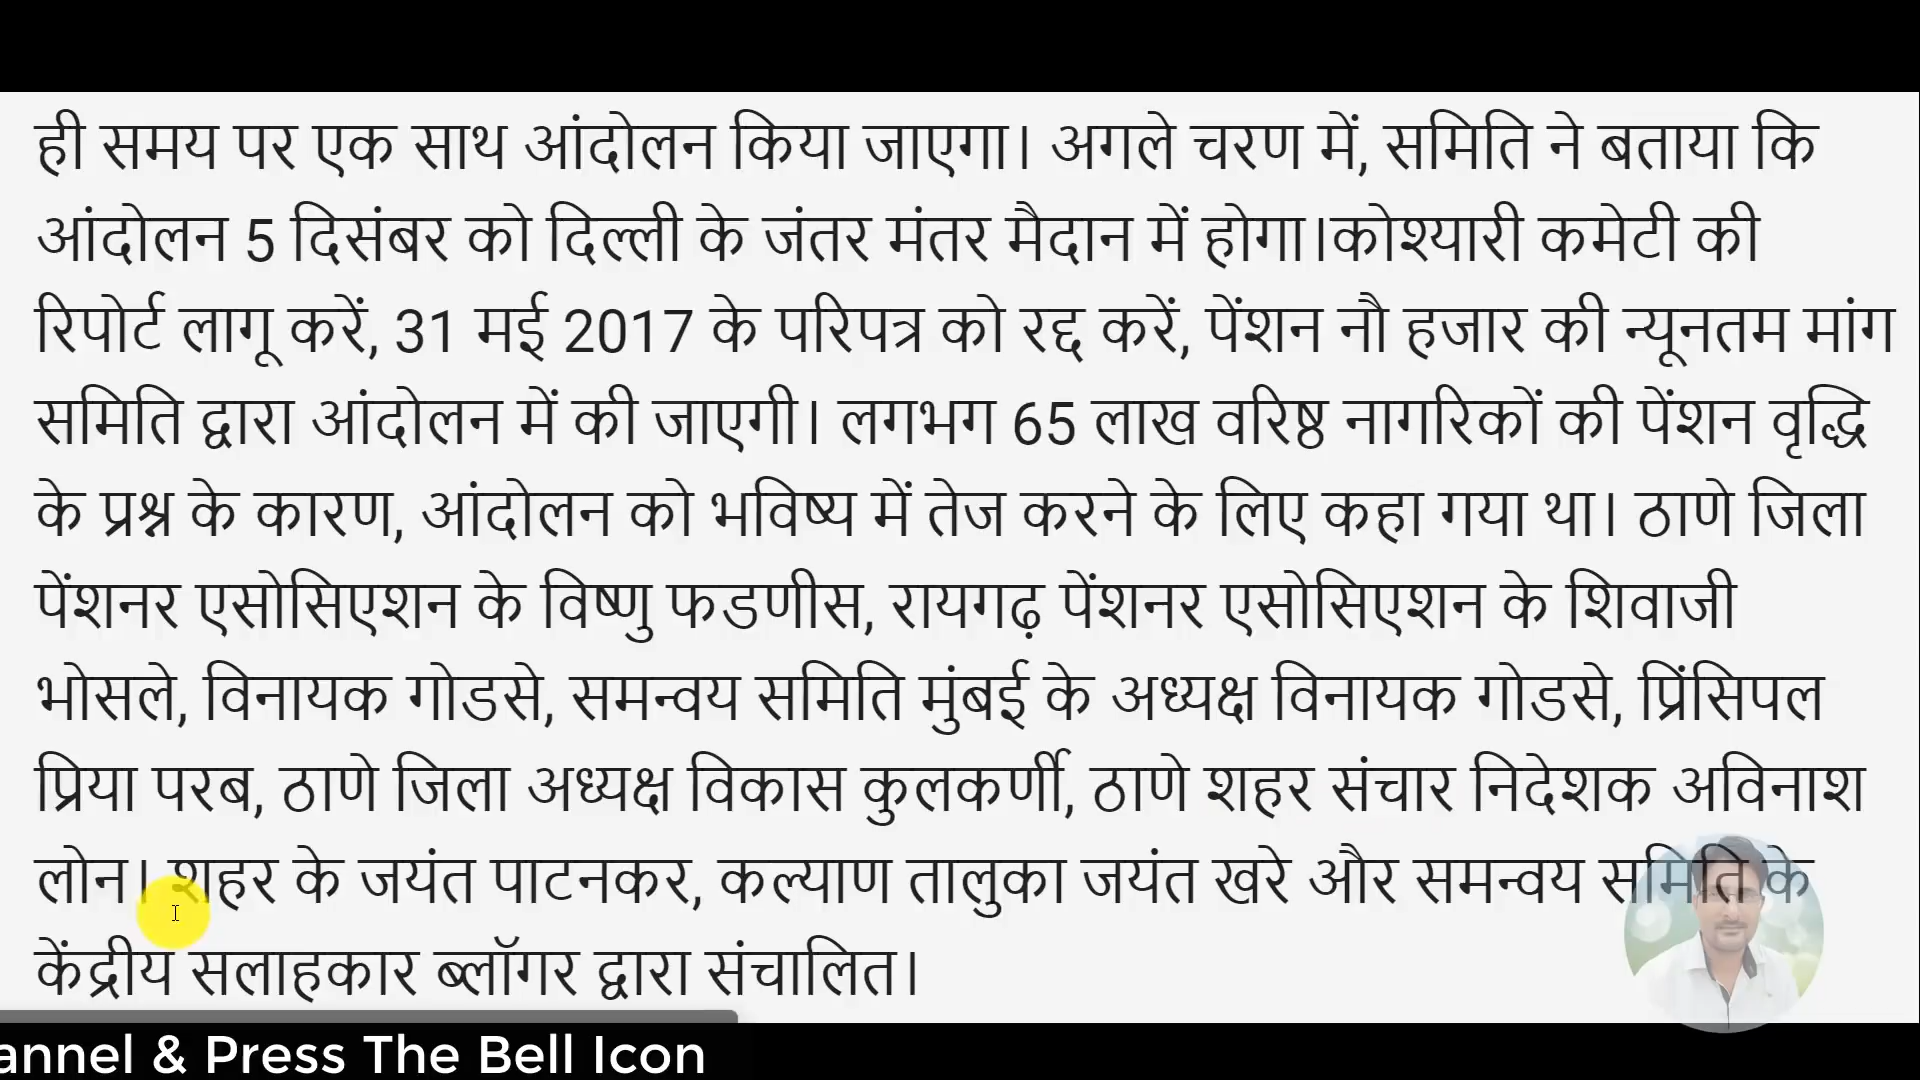 ही समय पर एक साथ आंदोलन किया जाएगा। अगले चरण में, समिति ने बताया कि
आंदोलन 5 दिसंबर को दिल्ली के जंतर मंतर मैदान में होगा।कोश्यारी कमेटी की
रिपोर्ट लागू करें, 31 मई 2017 के परिपत्र को रद्द करें, पेंशन नौ हजार की न्यूनतम मांग
समिति द्वारा आंदोलन में की जाएगी। लगभग 65 लाख वरिष्ठ नागरिकों की पेंशन वृद्धि
के प्रश्न के कारण, आंदोलन को भविष्य में तेज करने के लिए कहा गया था। ठाणे जिला
पेंशनर एसोसिएशन के विष्णु फडणीस, रायगढ़ पेंशनर एसोसिएशन के शिवाजी
भोसले, विनायक गोडसे, समन्वय समिति मुंबई के अध्यक्ष विनायक गोडसे, प्रिंसिपल
प्रिया परब, ठाणे जिला अध्यक्ष विकास कुलकर्णी, ठाणे शहर संचार निदेशक अविनाश
लोन। शहर के जयंत पाटनकर, कल्याण तालुका जयंत खरे और समन्वय समिति के
केंद्रीय सलाहकार ब्लॉगर द्वारा संचालित।
annel & Press The Bell Icon